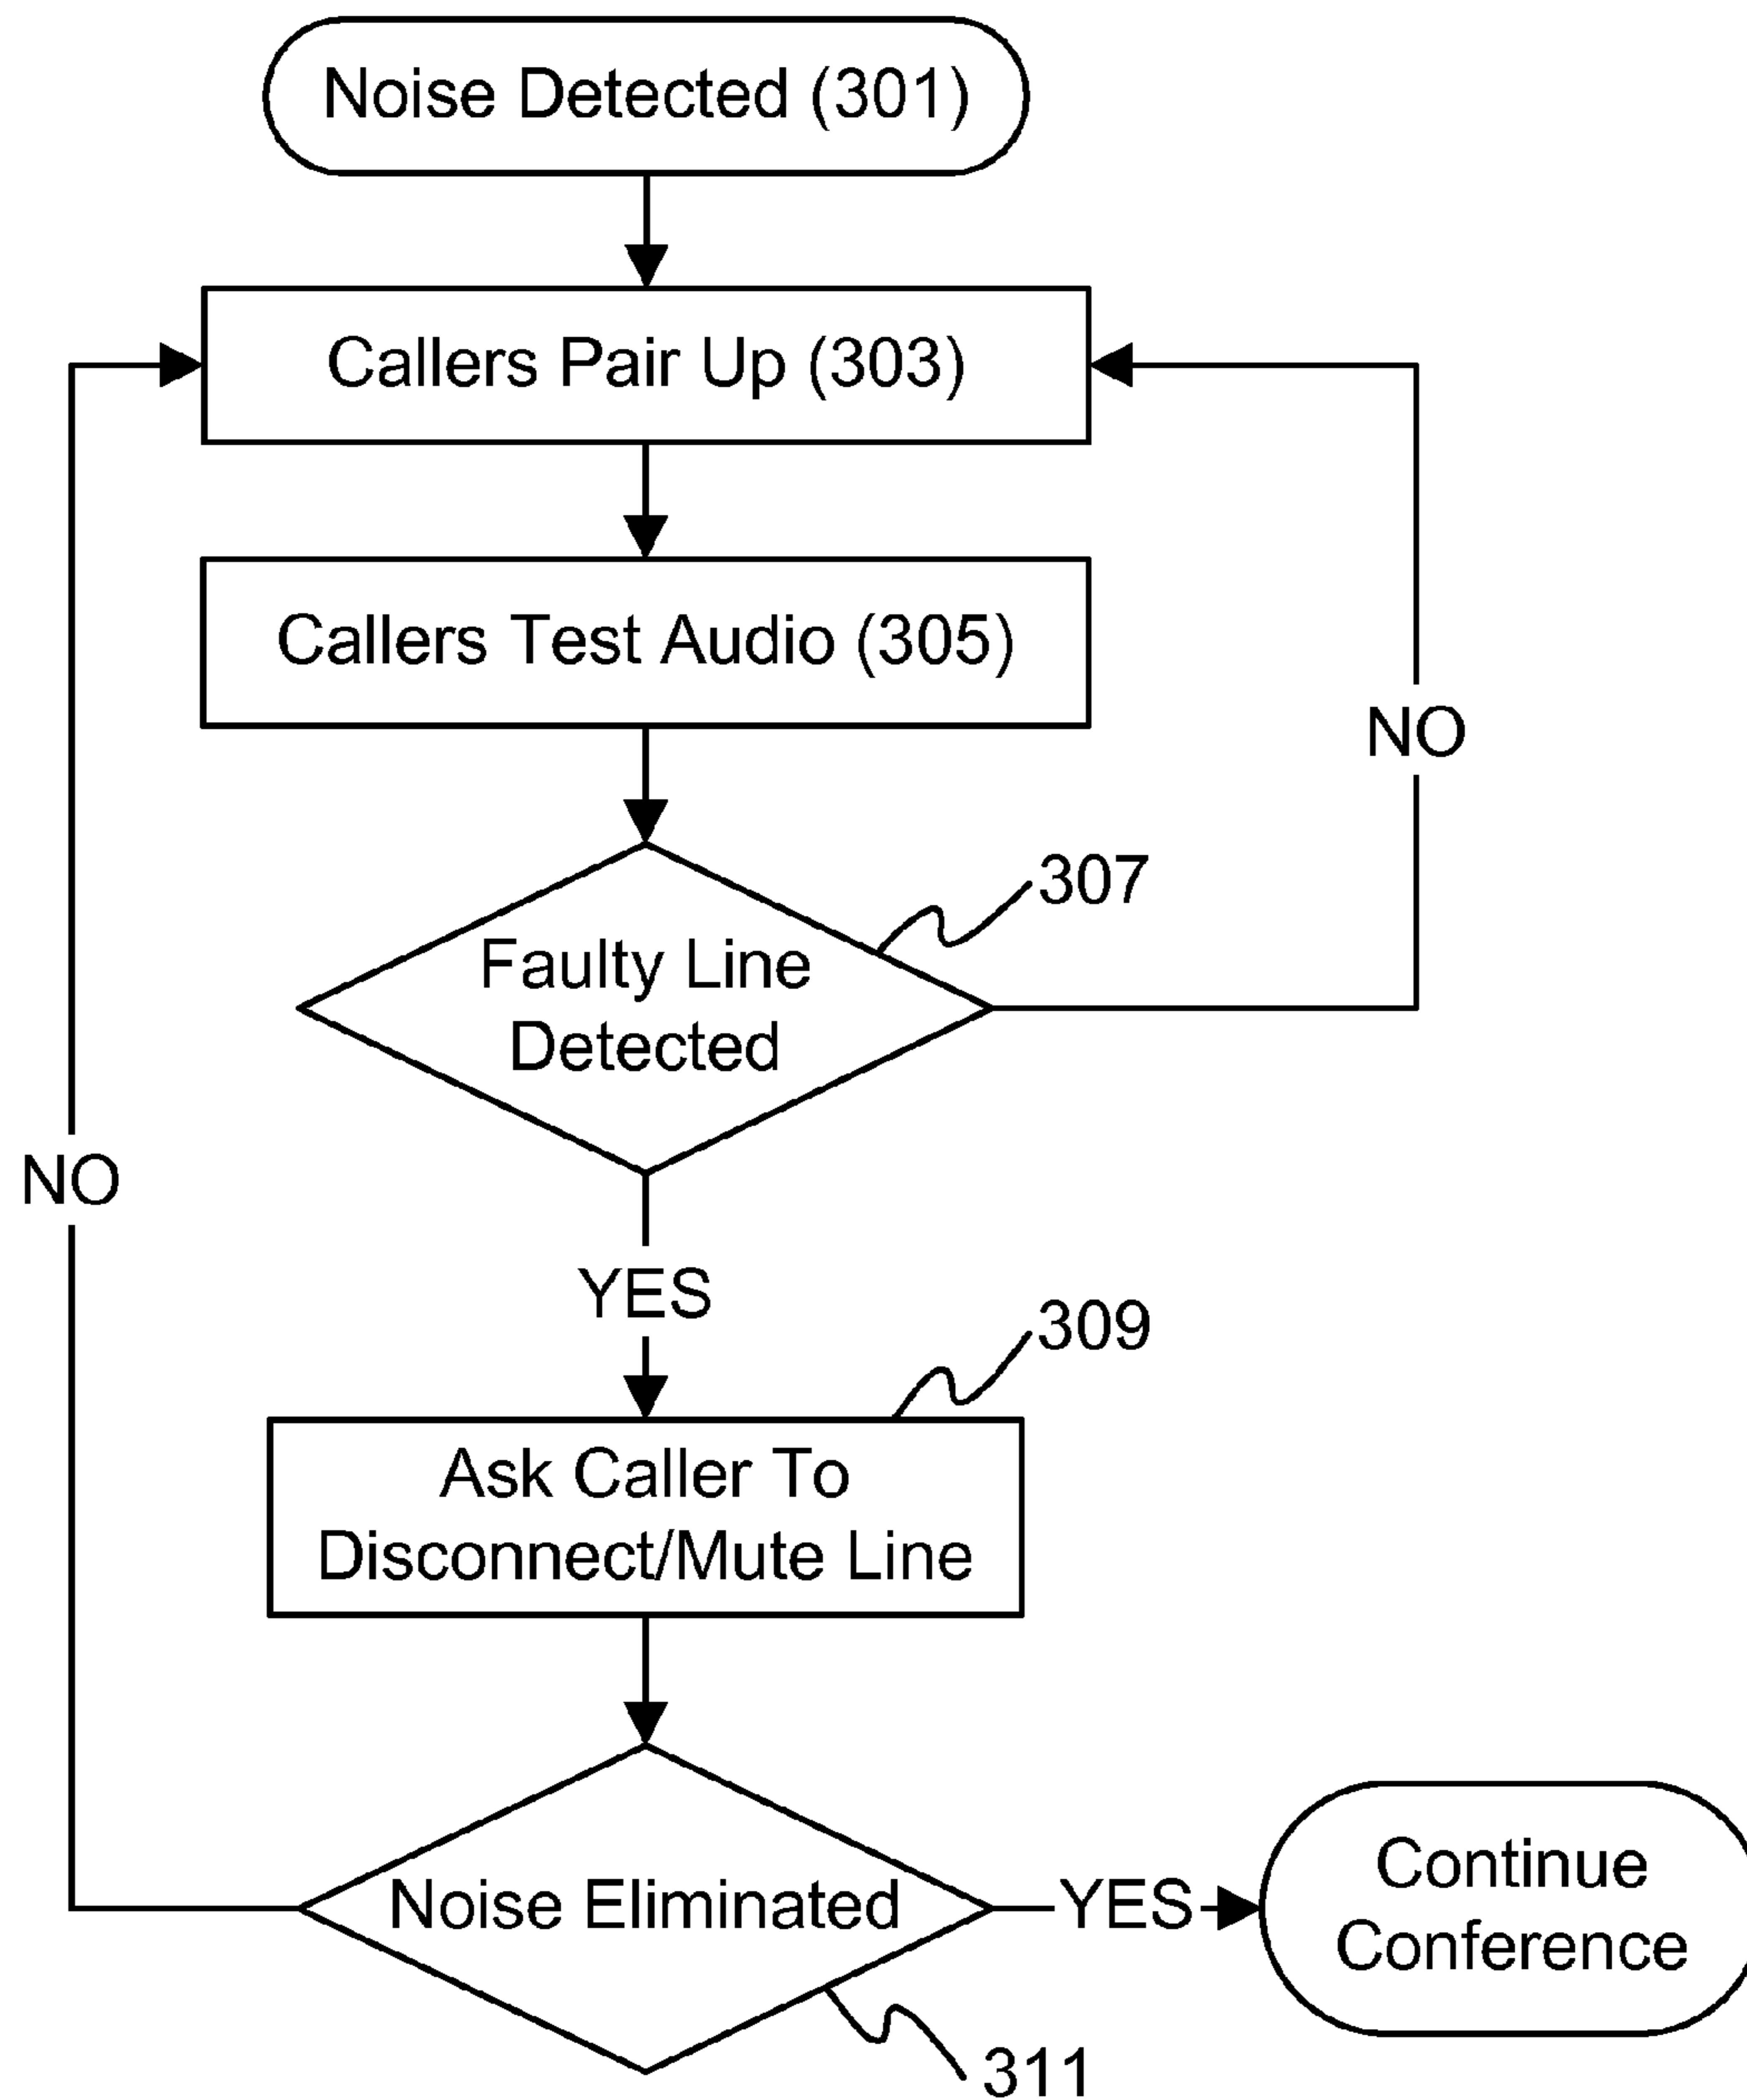 Noise Detected (301)
Callers Pair Up (303)
Callers Test Audio (305)
NO
307
Faulty Line
Detected
NO
YES
309
Ask Caller To
Disconnect/Mute Line
Noise Eliminated
YES
Continue
Conference
311